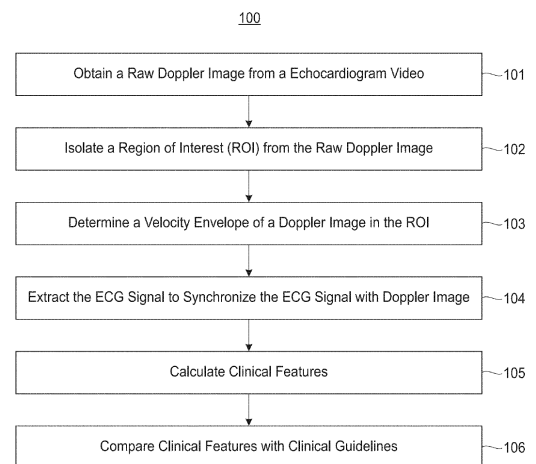 100
Obtain a Raw Doppler Image from a Echocardiogram Video
101
Isolate a Region of Interest (ROI) from the Raw Doppler Image
102
Determine a Velocity Envelope of a Doppler Image in the ROI
103
Extract the ECG Signal to Synchronize the ECG Signal with Doppler Image
104
Calculate Clinical Features
105
Compare Clinical Features with Clinical Guidelines
106